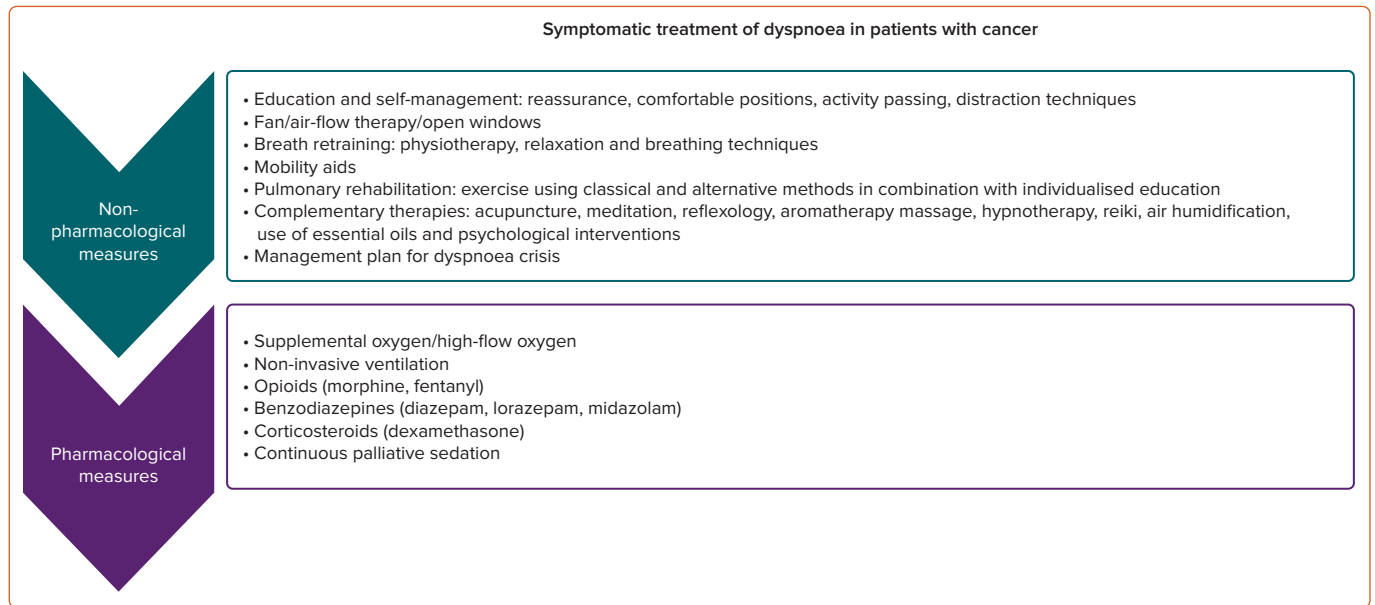 Symptomatic treatment of dyspnoea in patients with cancer
Non-
pharmacological
measures
• Education and self-management: reassurance, comfortable positions, activity passing, distraction techniques
• Fan/air-flow therapy/open windows
• Breath retraining: physiotherapy, relaxation and breathing techniques
• Mobility aids
• Pulmonary rehabilitation: exercise using classical and alternative methods in combination with individualised education
• Complementary therapies: acupuncture, meditation, reflexology, aromatherapy massage, hypnotherapy, reiki, air humidification,
use of essential oils and psychological interventions
• Management plan for dyspnoea crisis
Pharmacological
measures
• Supplemental oxygen/high-flow oxygen
• Non-invasive ventilation
• Opioids (morphine, fentanyl)
• Benzodiazepines (diazepam, lorazepam, midazolam)
• Corticosteroids (dexamethasone)
• Continuous palliative sedation